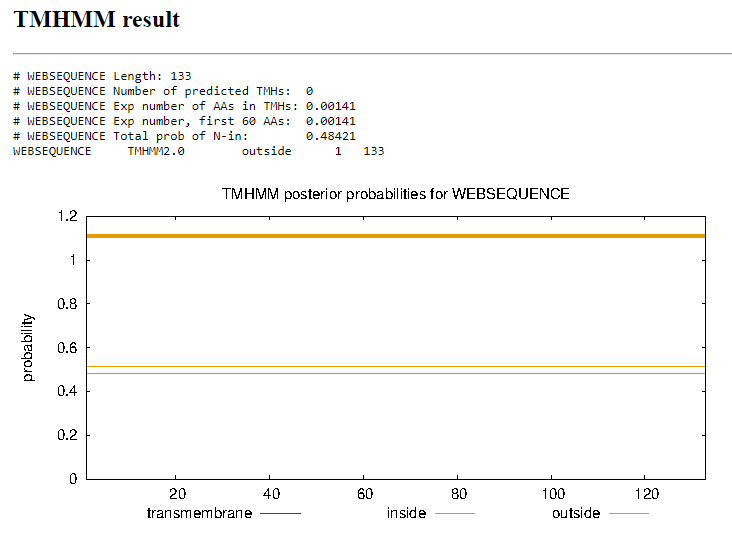 TMHMM result
# WEBSEQUENCE Length: 133
# WEBSEQUENCE Number of predicted TMHs:  0
# WEBSEQUENCE Exp number of AAs in TMHs: 0.00141
# WEBSEQUENCE Exp number, first 60 AAs:  0.00141
# WEBSEQUENCE Total prob of N-in:        0.48421
WEBSEQUENCE     TMHMM2.0        outside      1   133
TMHMM posterior probabilities for WEBSEQUENCE
1.2
1
0.8
0.6
0.4
0.2
0
probability
20 40 60 80 100 120
transmembrane inside outside